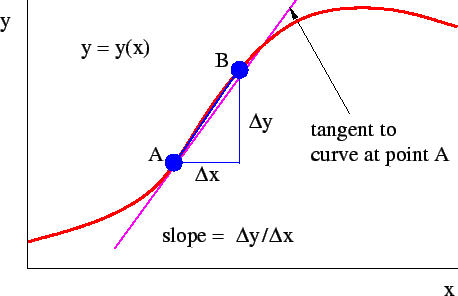 y
y = y(x)
B
Δy
tangent to
curve at point A
A
Δx
slope = Δy/Δx
x